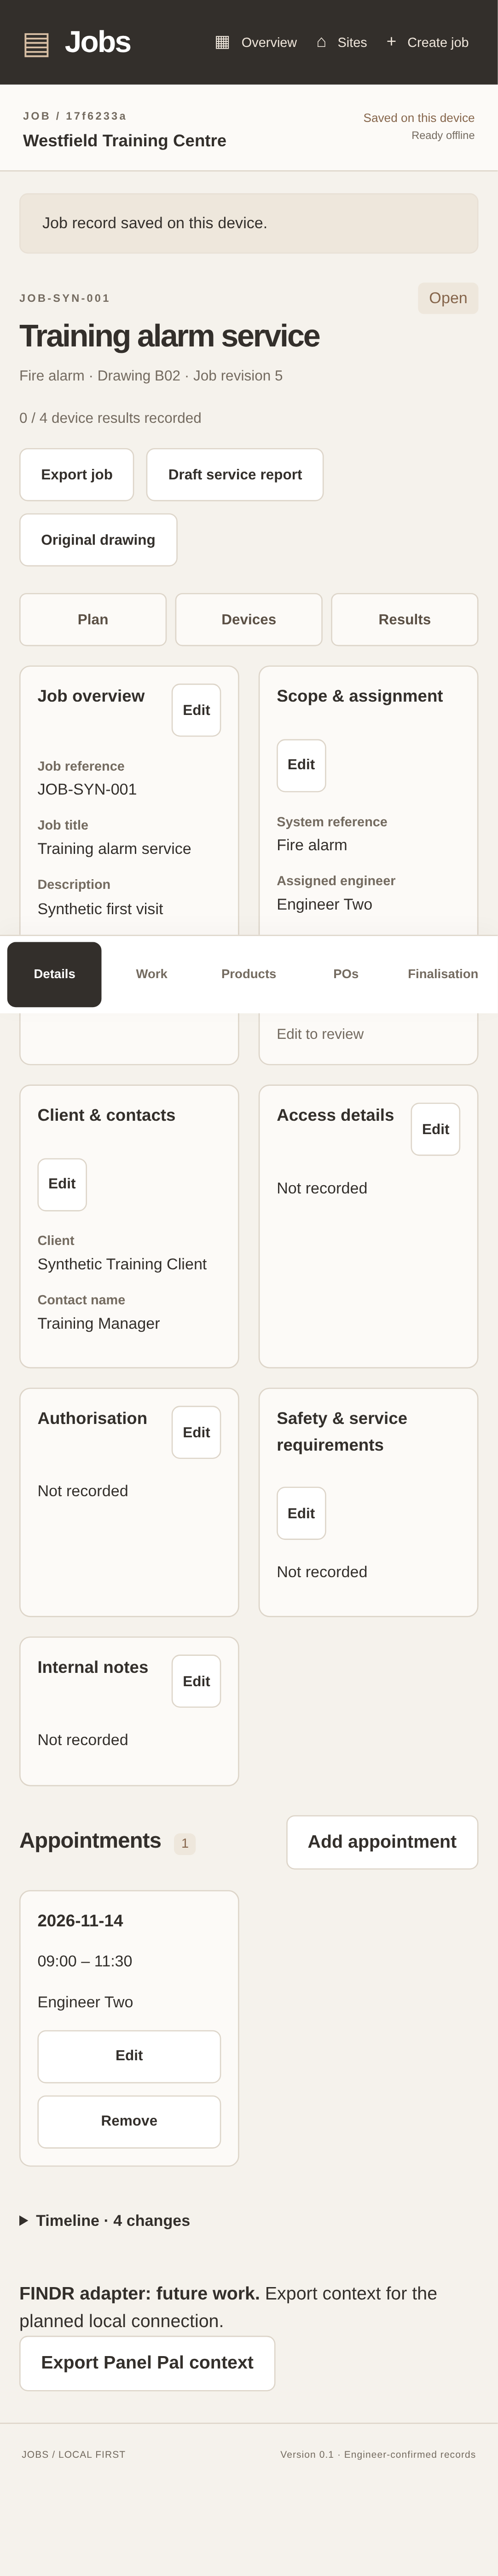 Jobs
Overview
Sites
+ Create job
JOB / 17f6233a
Westfield Training Centre
Saved on this device
Ready offline
Job record saved on this device.
JOB-SYN-001
Open
Training alarm service
Fire alarm · Drawing B02 · Job revision 5
0 / 4 device results recorded
Export job
Draft service report
Original drawing
Plan
Devices
Results
Job overview
Edit
Job reference
JOB-SYN-001
Job title
Training alarm service
Description
Synthetic first visit
Scope & assignment
Edit
System reference
Fire alarm
Assigned engineer
Engineer Two
Details
Work
Products
POs
Finalisation
Edit to review
Client & contacts
Edit
Client
Synthetic Training Client
Contact name
Training Manager
Access details
Edit
Not recorded
Authorisation
Edit
Not recorded
Safety & service
requirements
Edit
Not recorded
Internal notes
Edit
Not recorded
Appointments 1
Add appointment
2026-11-14
09:00 – 11:30
Engineer Two
Edit
Remove
Timeline · 4 changes
FINDR adapter: future work. Export context for the
planned local connection.
Export Panel Pal context
JOBS / LOCAL FIRST
Version 0.1 · Engineer-confirmed records